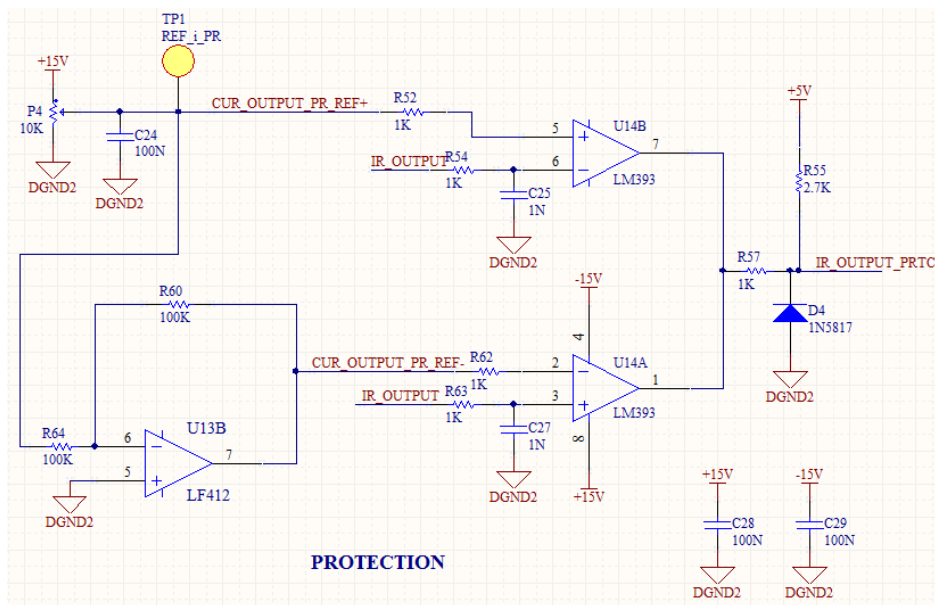 TP1
REF_i_PR
+15V
P4
10K
C24
100N
DGND2
DGND2
CUR_OUTPUT_PR_REF+
R52
1K
IR_OUTPUT
R54
1K
C25
1N
DGND2
5
6
7
U14B
LM393
+5V
R55
2.7K
R57
1K
IR_OUTPUT_PRTC
D4
1N5817
DGND2
R60
100K
R64
100K
6
5
7
U13B
LF412
DGND2
CUR_OUTPUT_PR_REF-
R62
1K
IR_OUTPUT
R63
1K
C27
1N
DGND2
-15V
4
2
3
1
8
U14A
LM393
+15V
+15V
C28
100N
DGND2
-15V
C29
100N
DGND2
PROTECTION